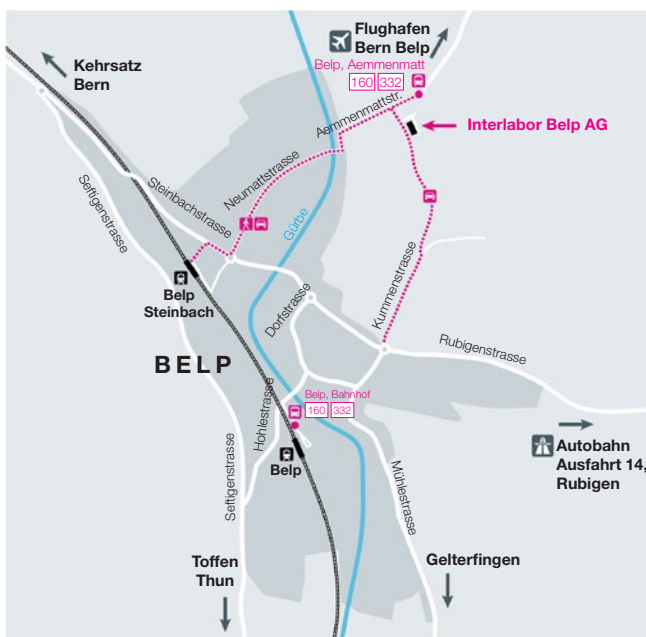 Flughafen
Bern Belp
Kehrsatz
Bern
Belp, Aemmenmatt
160 332
Aemmenmattstr.
Interlabor Belp AG
Neumattstrasse
Steinbachstrasse
Seftigenstrasse
Gürbe
Belp
Steinbach
Dorfstrasse
Kummenstrasse
Rubigenstrasse
BELP
Belp, Bahnhof
160 332
Hohlestrasse
Belp
Autobahn
Ausfahrt 14,
Rubigen
Seftigenstrasse
Mühlestrasse
Toffen
Thun
Gelterfingen